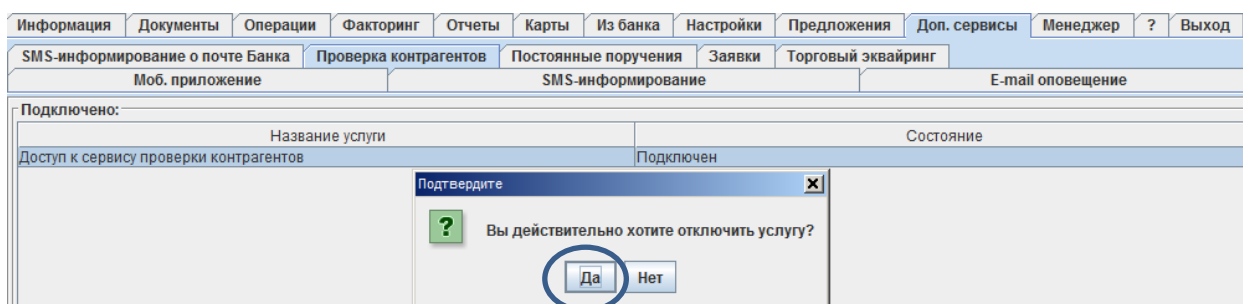 Информация Документы Операции Факторинг Отчеты Карты Из банка Настройки Предложения Доп. сервисы Менеджер ? Выход
SMS-информирование о почте Банка Проверка контрагентов Постоянные поручения Заявки Торговый эквайринг
Моб. приложение SMS-информирование E-mail оповещение
Подключено:
Название услуги Состояние
Доступ к сервису проверки контрагентов Подключен
Подтвердите
? Вы действительно хотите отключить услугу?
Да Нет